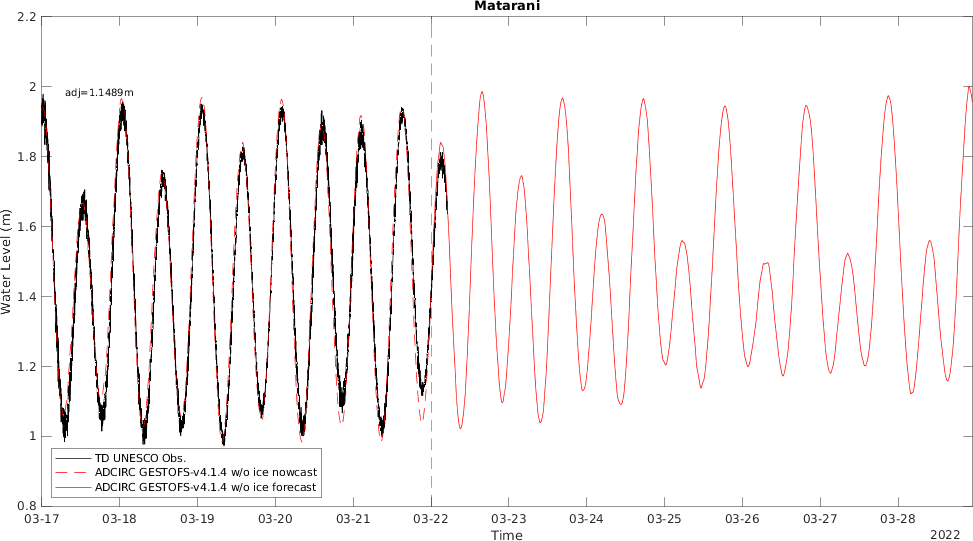 Matarani
2.2
2
1.8
1.6
1.4
1.2
1
0.8
Water Level (m)
adj=1.1489m
TD UNESCO Obs.
ADCIRC GESTOFS-v4.1.4 w/o ice nowcast
ADCIRC GESTOFS-v4.1.4 w/o ice forecast
03-17 03-18 03-19 03-20 03-21 03-22 03-23 03-24 03-25 03-26 03-27 03-28
Time
2022